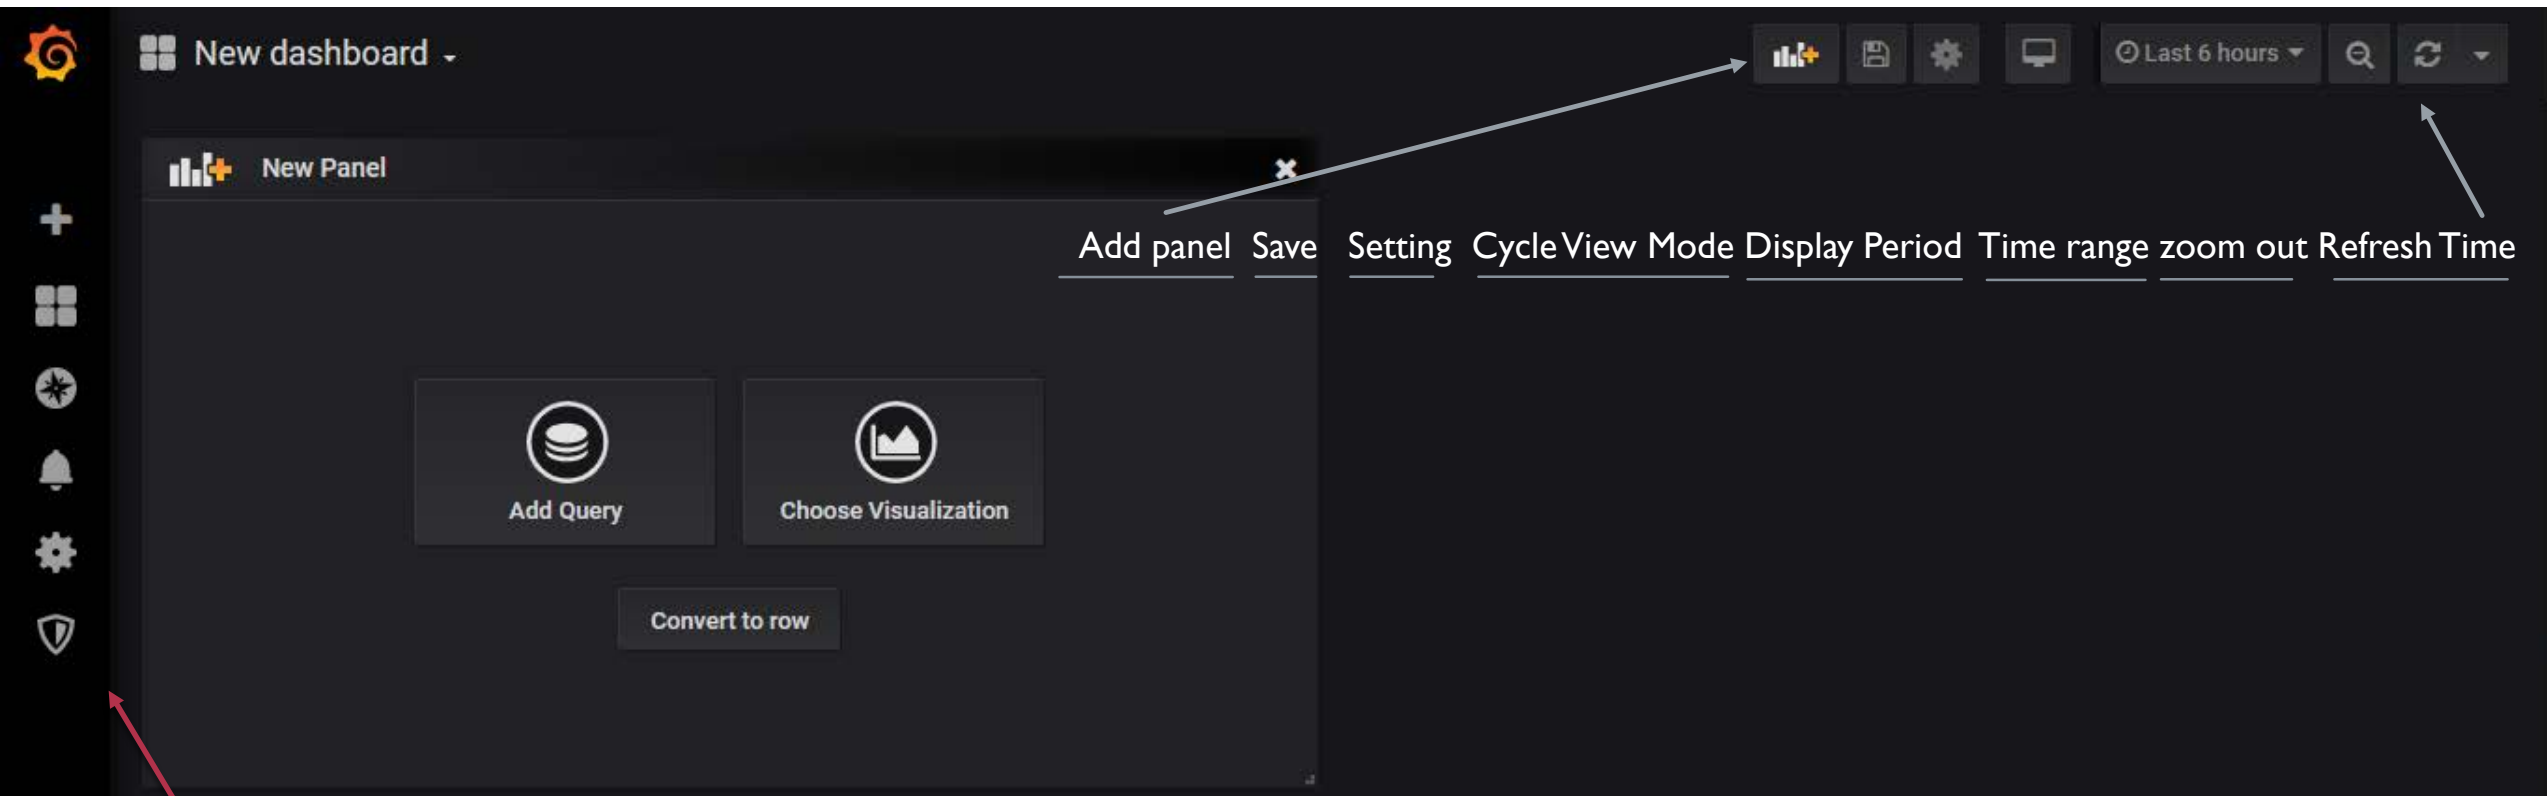 New dashboard
Last 6 hours
New Panel
Add panel Save Setting Cycle View Mode Display Period Time range zoom out Refresh Time
Add Query
Choose Visualization
Convert to row